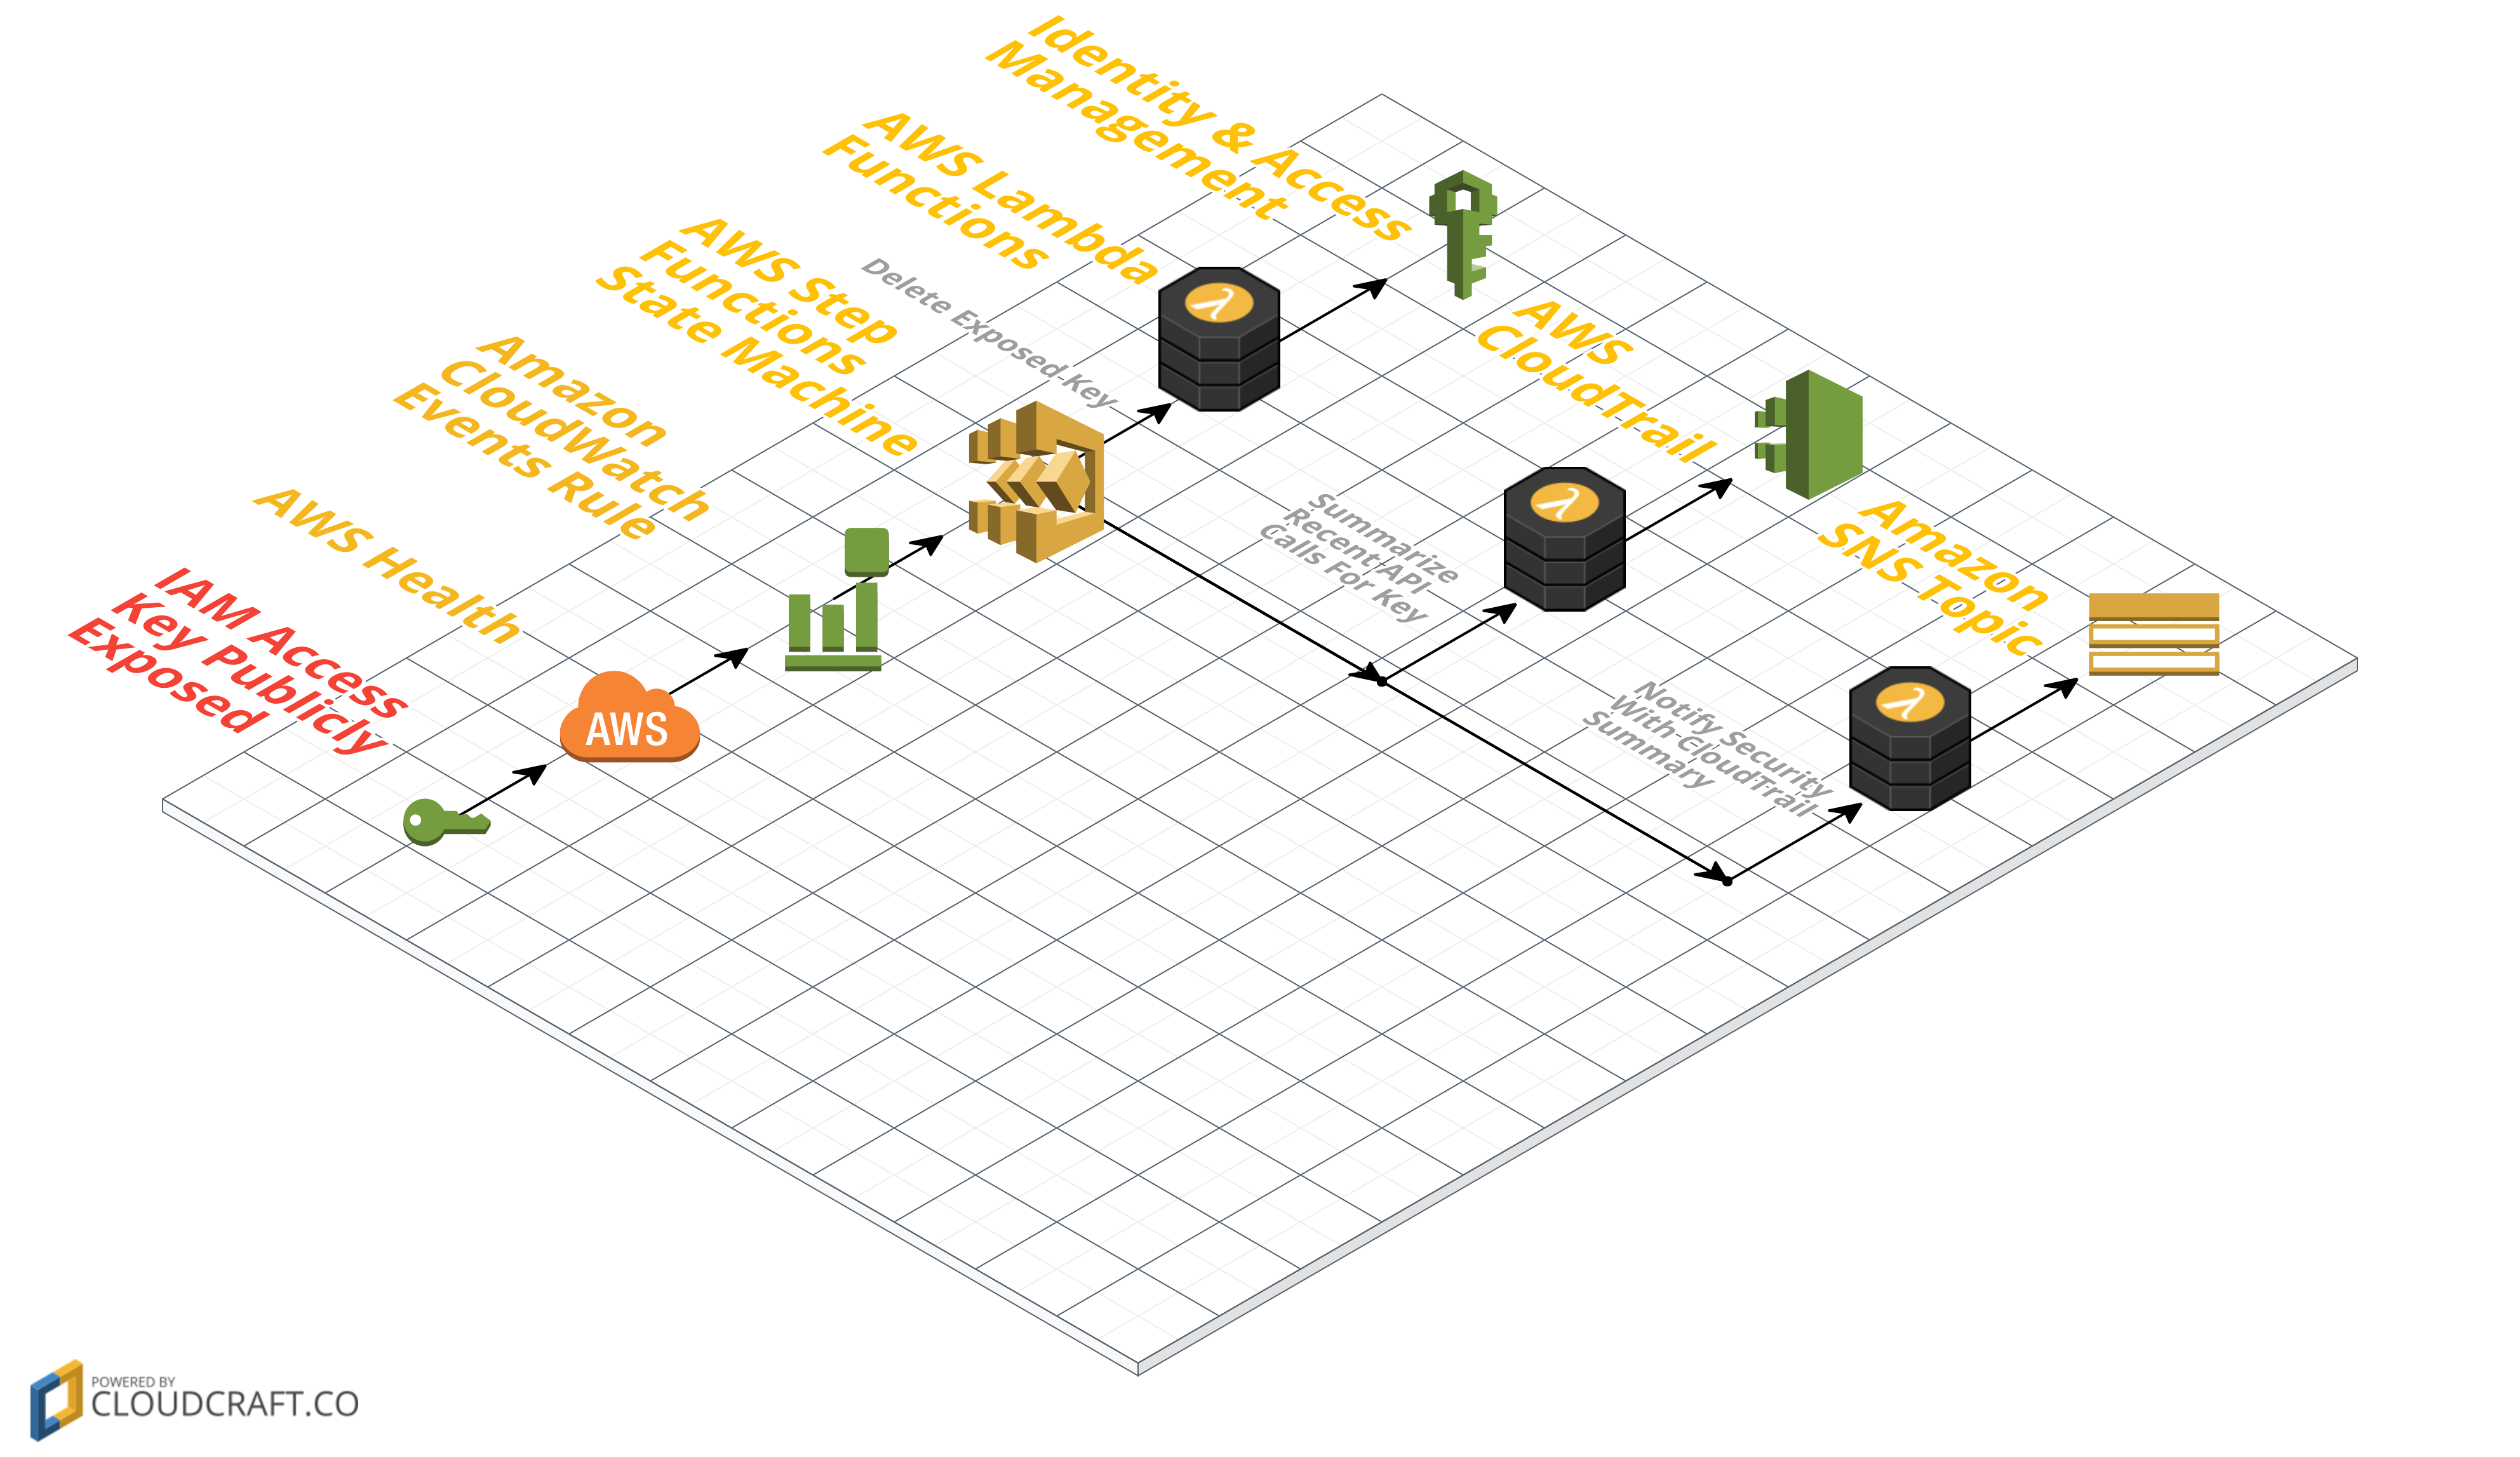 Identity & Access
Management
AWS Lambda
Functions
AWS Step
Functions
State Machine
Delete Exposed Key
Amazon
CloudWatch
Events Rule
AWS Health
IAM Access
Key Publicly
Exposed
AWS
AWS
CloudTrail
Summarize
Recent API
Calls For Key
Amazon
SNS Topic
Notify Security
With CloudTrail
Summary
POWERED BY
CLOUDCRAFT.CO